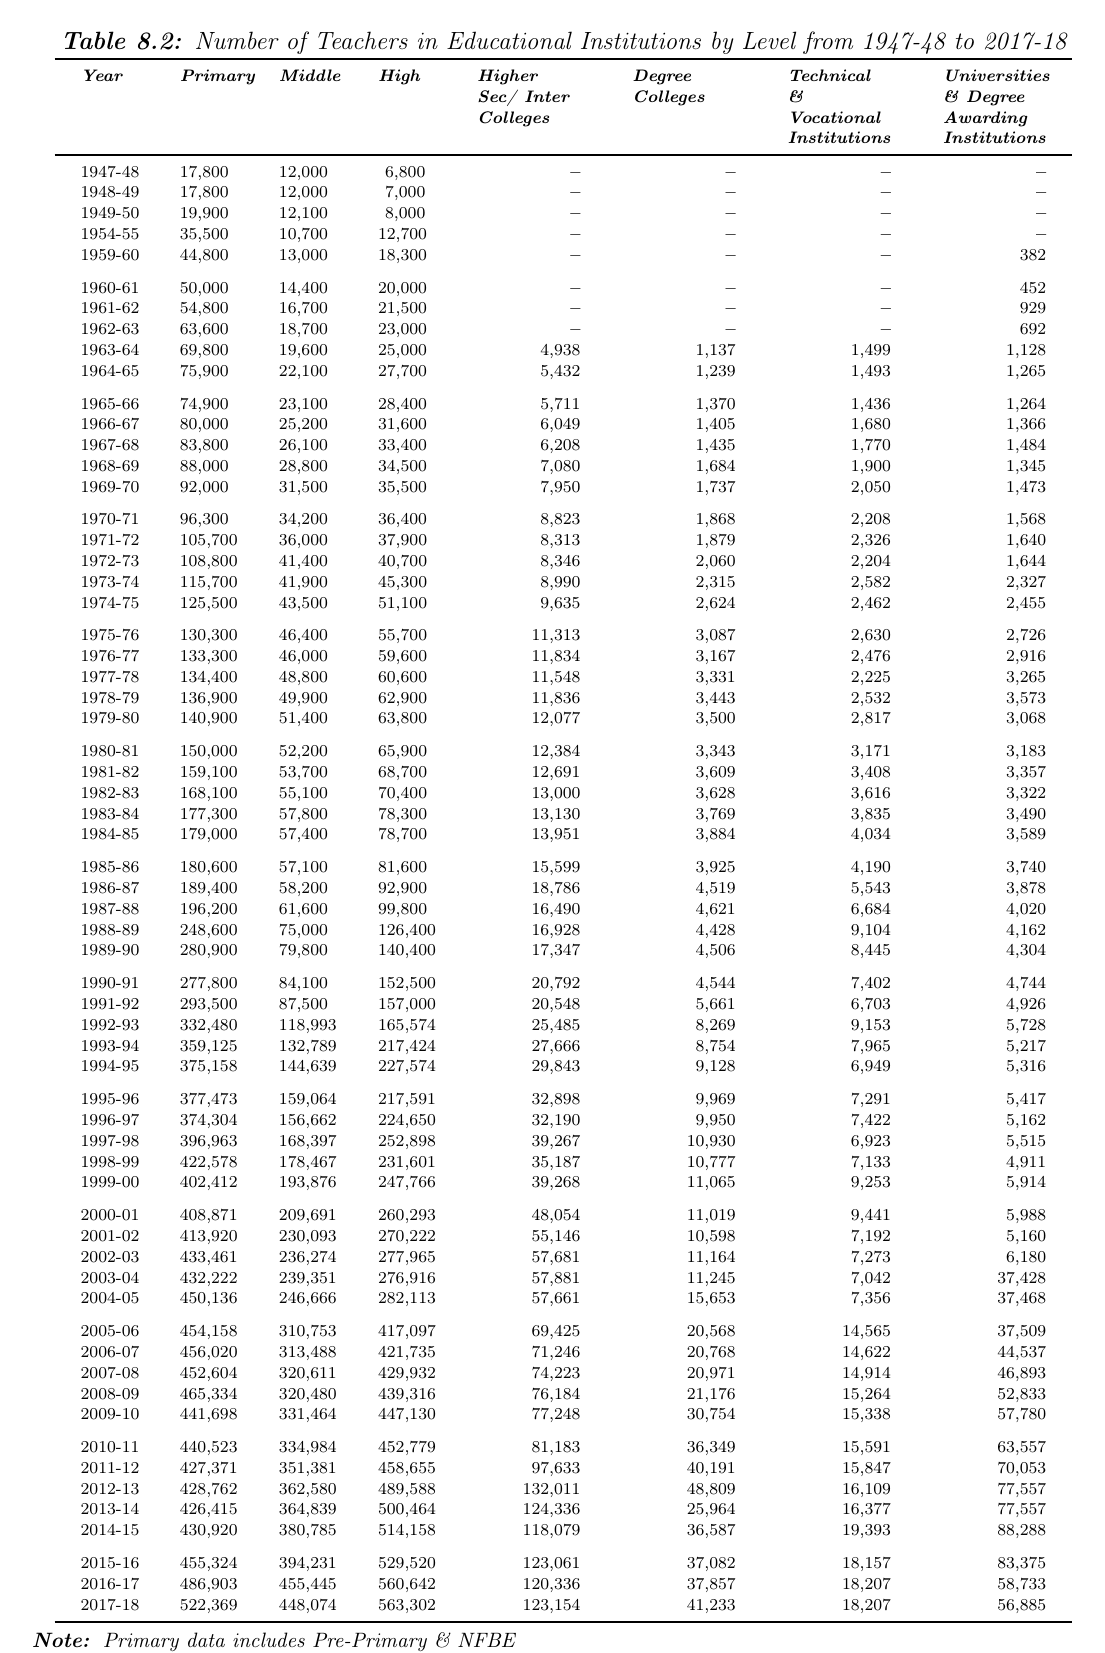 Table 8.2: Number of Teachers in Educational Institutions by Level from 1947-48 to 2017-18
Year Primary Middle High Higher Degree Technical Universities
Sec/ Inter Colleges & & Degree
Colleges Vocational Awarding
Institutions Institutions
1947-48 17,800 12,000 6,800 – – – –
1948-49 17,800 12,000 7,000 – – – –
1949-50 19,900 12,100 8,000 – – – –
1954-55 35,500 10,700 12,700 – – – –
1959-60 44,800 13,000 18,300 – – – 382
1960-61 50,000 14,400 20,000 – – – 452
1961-62 54,800 16,700 21,500 – – – 929
1962-63 63,600 18,700 23,000 – – – 692
1963-64 69,800 19,600 25,000 4,938 1,137 1,499 1,128
1964-65 75,900 22,100 27,700 5,432 1,239 1,493 1,265
1965-66 74,900 23,100 28,400 5,711 1,370 1,436 1,264
1966-67 80,000 25,200 31,600 6,049 1,405 1,680 1,366
1967-68 83,800 26,100 33,400 6,208 1,435 1,770 1,484
1968-69 88,000 28,800 34,500 7,080 1,684 1,900 1,345
1969-70 92,000 31,500 35,500 7,950 1,737 2,050 1,473
1970-71 96,300 34,200 36,400 8,823 1,868 2,208 1,568
1971-72 105,700 36,000 37,900 8,313 1,879 2,326 1,640
1972-73 108,800 41,400 40,700 8,346 2,060 2,204 1,644
1973-74 115,700 41,900 45,300 8,990 2,315 2,582 2,327
1974-75 125,500 43,500 51,100 9,635 2,624 2,462 2,455
1975-76 130,300 46,400 55,700 11,313 3,087 2,630 2,726
1976-77 133,300 46,000 59,600 11,834 3,167 2,476 2,916
1977-78 134,400 48,800 60,600 11,548 3,331 2,225 3,265
1978-79 136,900 49,900 62,900 11,836 3,443 2,532 3,573
1979-80 140,900 51,400 63,800 12,077 3,500 2,817 3,068
1980-81 150,000 52,200 65,900 12,384 3,343 3,171 3,183
1981-82 159,100 53,700 68,700 12,691 3,609 3,408 3,357
1982-83 168,100 55,100 70,400 13,000 3,628 3,616 3,322
1983-84 177,300 57,800 78,300 13,130 3,769 3,835 3,490
1984-85 179,000 57,400 78,700 13,951 3,884 4,034 3,589
1985-86 180,600 57,100 81,600 15,599 3,925 4,190 3,740
1986-87 189,400 58,200 92,900 18,786 4,519 5,543 3,878
1987-88 196,200 61,600 99,800 16,490 4,621 6,684 4,020
1988-89 248,600 75,000 126,400 16,928 4,428 9,104 4,162
1989-90 280,900 79,800 140,400 17,347 4,506 8,445 4,304
1990-91 277,800 84,100 152,500 20,792 4,544 7,402 4,744
1991-92 293,500 87,500 157,000 20,548 5,661 6,703 4,926
1992-93 332,480 118,993 165,574 25,485 8,269 9,153 5,728
1993-94 359,125 132,789 217,424 27,666 8,754 7,965 5,217
1994-95 375,158 144,639 227,574 29,843 9,128 6,949 5,316
1995-96 377,473 159,064 217,591 32,898 9,969 7,291 5,417
1996-97 374,304 156,662 224,650 32,190 9,950 7,422 5,162
1997-98 396,963 168,397 252,898 39,267 10,930 6,923 5,515
1998-99 422,578 178,467 231,601 35,187 10,777 7,133 4,911
1999-00 402,412 193,876 247,766 39,268 11,065 9,253 5,914
2000-01 408,871 209,691 260,293 48,054 11,019 9,441 5,988
2001-02 413,920 230,093 270,222 55,146 10,598 7,192 5,160
2002-03 433,461 236,274 277,965 57,681 11,164 7,273 6,180
2003-04 432,222 239,351 276,916 57,881 11,245 7,042 37,428
2004-05 450,136 246,666 282,113 57,661 15,653 7,356 37,468
2005-06 454,158 310,753 417,097 69,425 20,568 14,565 37,509
2006-07 456,020 313,488 421,735 71,246 20,768 14,622 44,537
2007-08 452,604 320,611 429,932 74,223 20,971 14,914 46,893
2008-09 465,334 320,480 439,316 76,184 21,176 15,264 52,833
2009-10 441,698 331,464 447,130 77,248 30,754 15,338 57,780
2010-11 440,523 334,984 452,779 81,183 36,349 15,591 63,557
2011-12 427,371 351,381 458,655 97,633 40,191 15,847 70,053
2012-13 428,762 362,580 489,588 132,011 48,809 16,109 77,557
2013-14 426,415 364,839 500,464 124,336 25,964 16,377 77,557
2014-15 430,920 380,785 514,158 118,079 36,587 19,393 88,288
2015-16 455,324 394,231 529,520 123,061 37,082 18,157 83,375
2016-17 486,903 455,445 560,642 120,336 37,857 18,207 58,733
2017-18 522,369 448,074 563,302 123,154 41,233 18,207 56,885
Note: Primary data includes Pre-Primary & NFBE